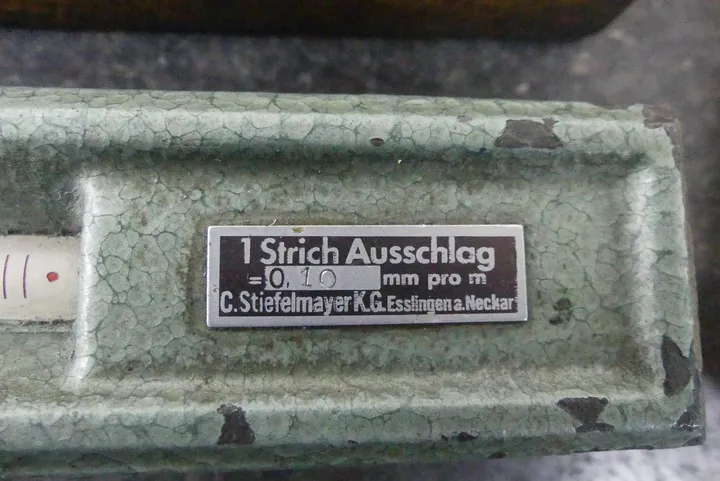 1 Strich Ausschlag
=0,10 mm pro m
C. Stiefelmayer K.G. Esslingen a. Neckar